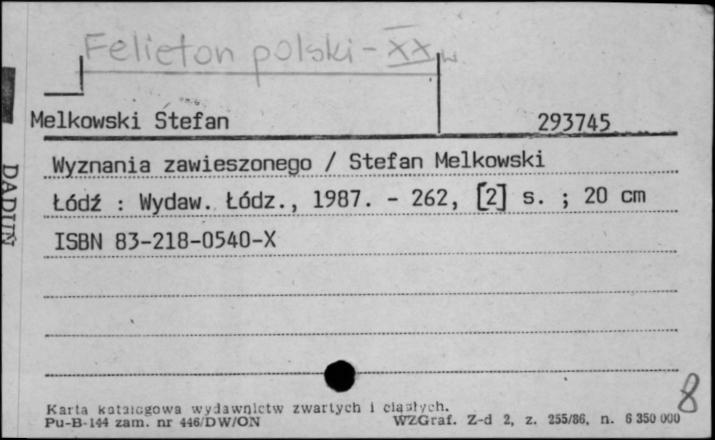 Felieton polski - XX w
Melkowski Stefan 293745
Wyznania zawieszonego / Stefan Melkowski
Łódź : Wydaw. Łódz., 1987. - 262, [2] s. ; 20 cm
ISBN 83-218-0540-X
DADUŃ
8
Karta katalogowa wydawnictw zwartych i ciągłych.
Pu-B-144 zam. nr 446/DW/ON WZGraf. Z-d 2, z. 255/86, n. 6 350 000